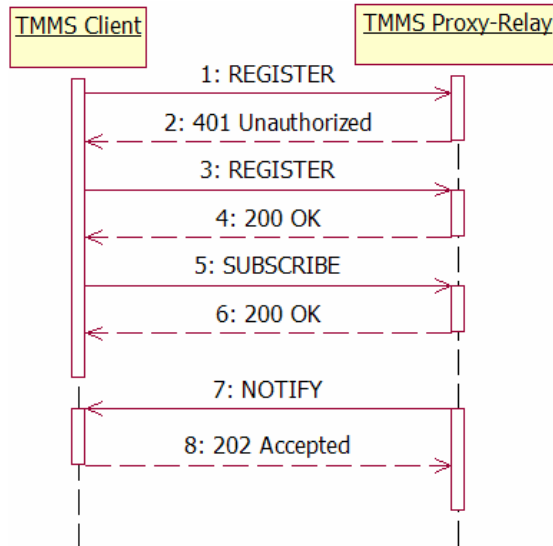 TMMS Client
TMMS Proxy-Relay
1: REGISTER
2: 401 Unauthorized
3: REGISTER
4: 200 OK
5: SUBSCRIBE
6: 200 OK
7: NOTIFY
8: 202 Accepted